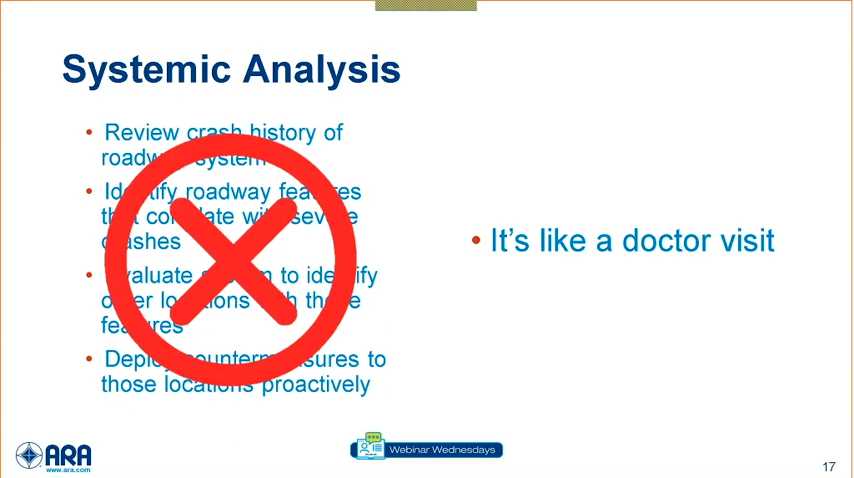 Systemic Analysis
• Review crash history of
roadway system
• Identify roadway features
that correlate with severe
crashes
• Evaluate system to identify
other locations with those
features
• Deploy countermeasures to
those locations proactively
• It's like a doctor visit
ARA
www.ara.com
Webinar Wednesdays
17